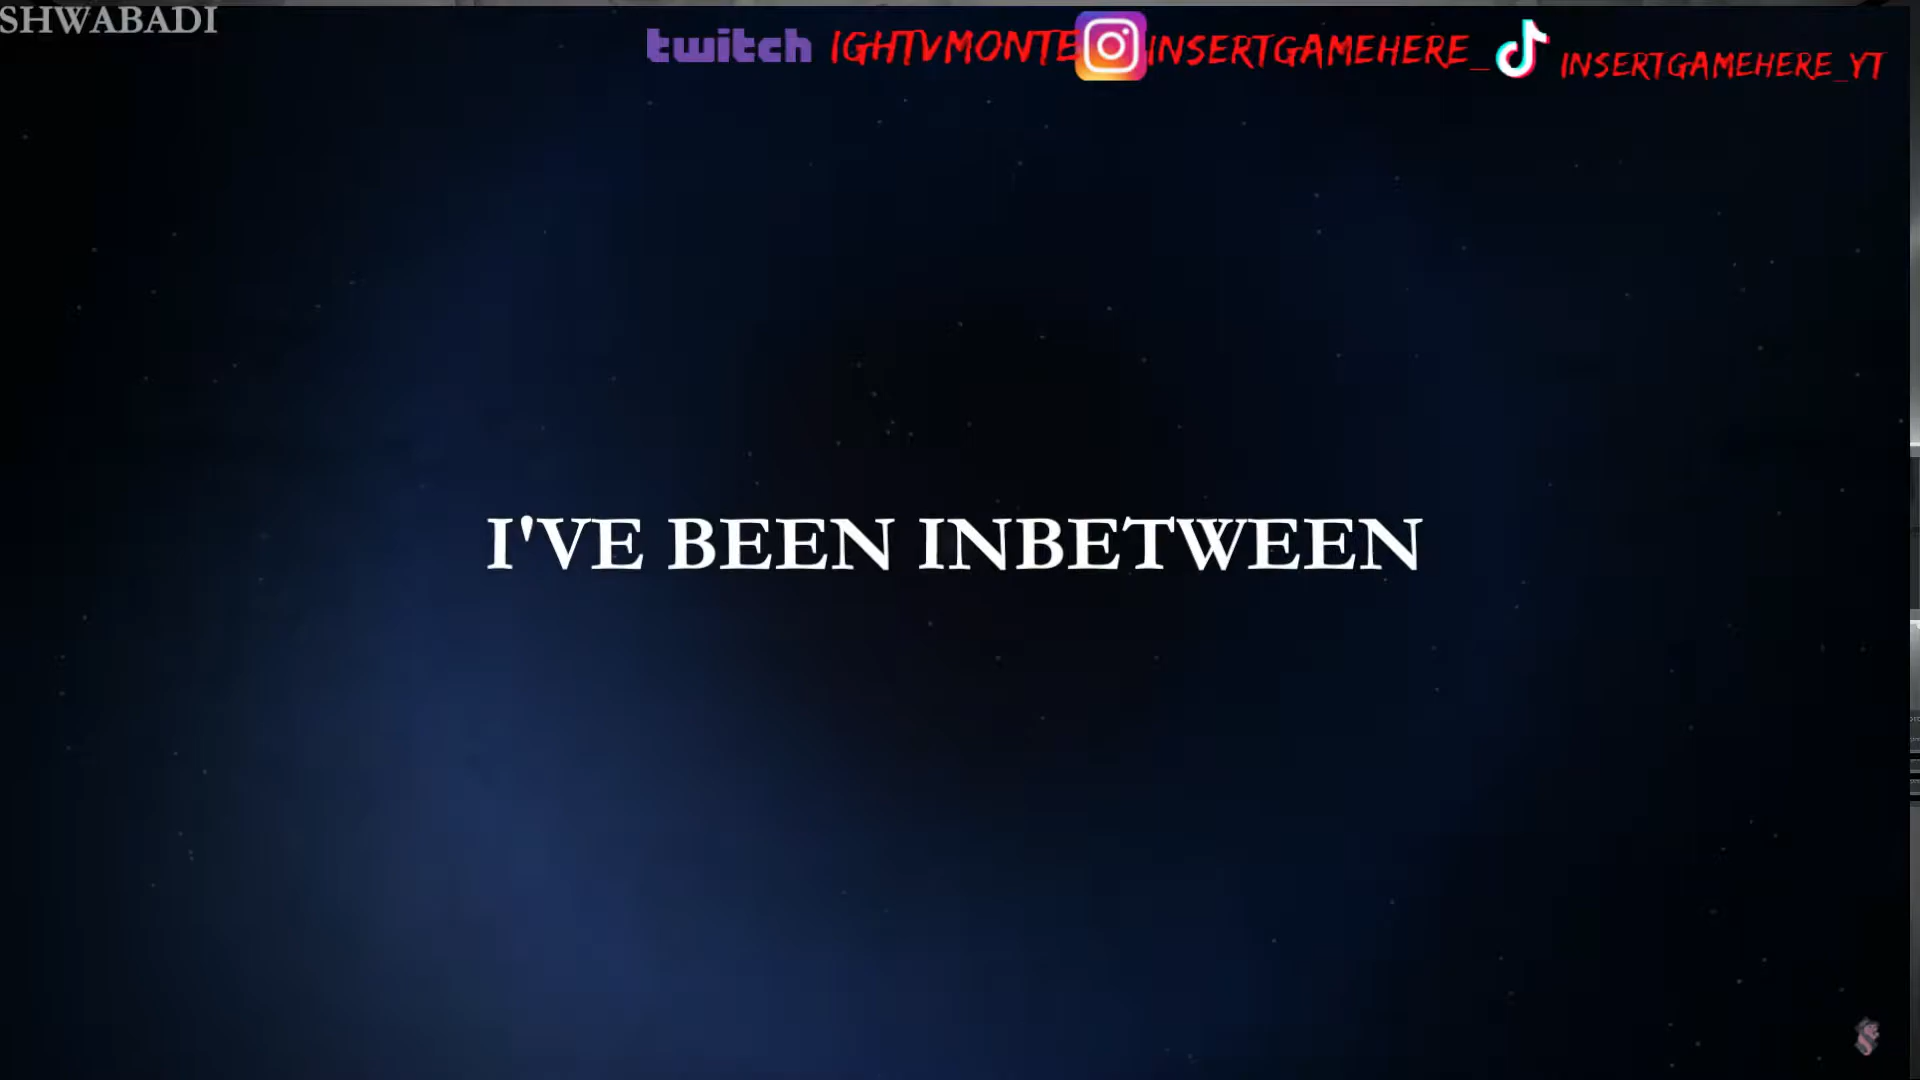 SHWABADI
twitch IGHTVMONTE INSERTGAMEHERE_ INSERTGAMEHERE_YT
I'VE BEEN INBETWEEN